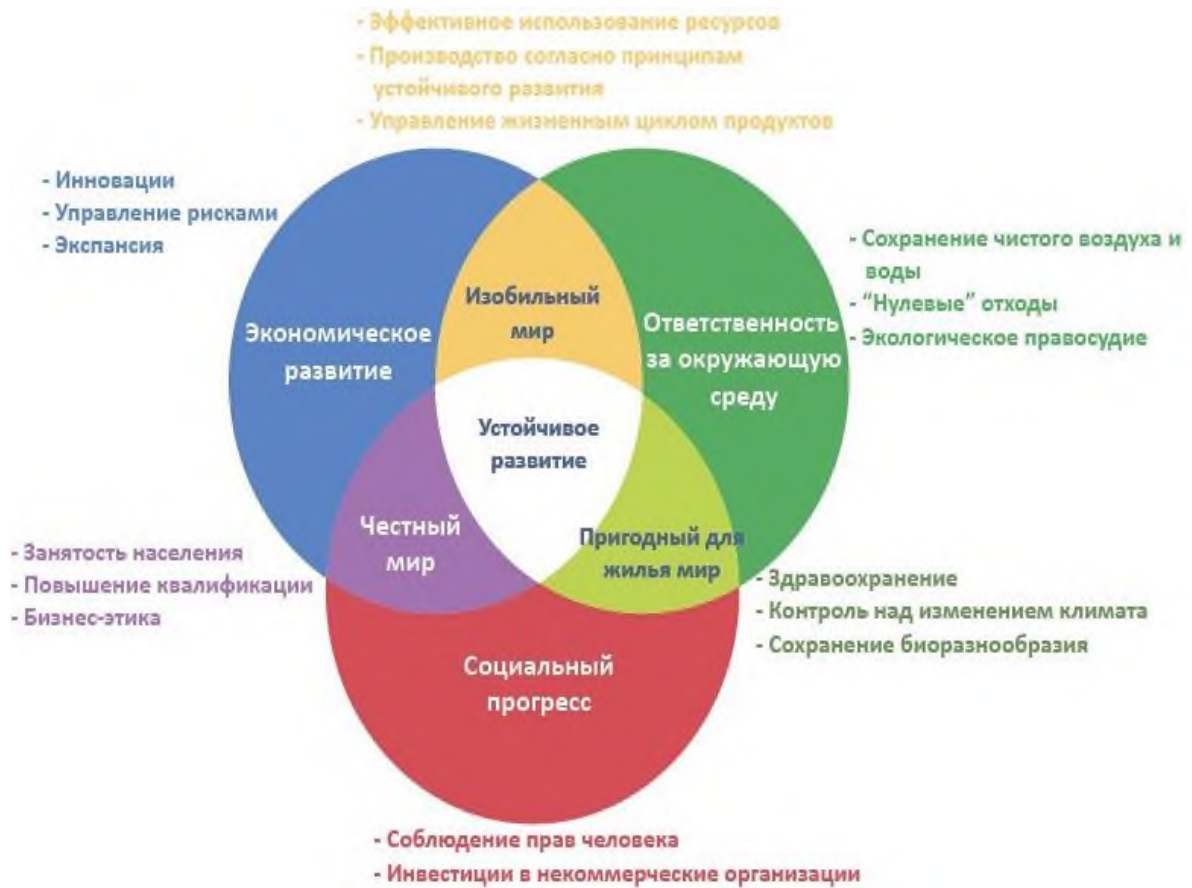 - Эффективное использование ресурсов
- Производство согласно принципам
устойчивого развития
- Управление жизненным циклом продуктов
- Инновации
- Управление рисками
- Экспансия
- Сохранение чистого воздуха и
воды
- “Нулевые” отходы
- Экологическое правосудие
Изобильный
мир
Экономическое
развитие
Ответственность
за окружающую
среду
Устойчивое
развитие
Честный
мир
Пригодный для
жилья мир
- Занятость населения
- Повышение квалификации
- Бизнес-этика
- Здравоохранение
- Контроль над изменением климата
- Сохранение биоразнообразия
Социальный
прогресс
- Соблюдение прав человека
- Инвестиции в некоммерческие организации